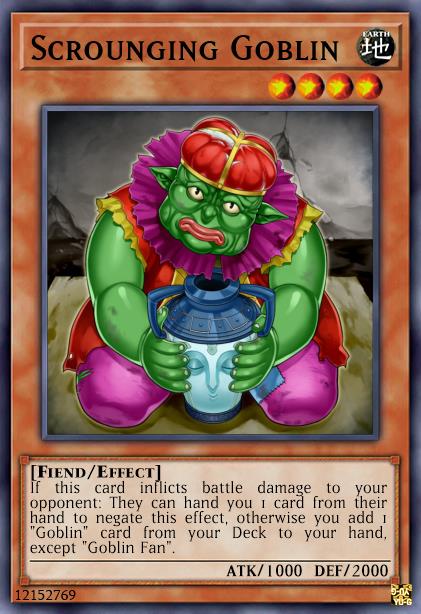 SCROUNGING GOBLIN
EARTH
地
[FIEND/EFFECT]
If this card inflicts battle damage to your
opponent: They can hand you 1 card from their
hand to negate this effect, otherwise you add 1
"Goblin" card from your Deck to your hand,
except "Goblin Fan".
ATK/1000 DEF/2000
12152769